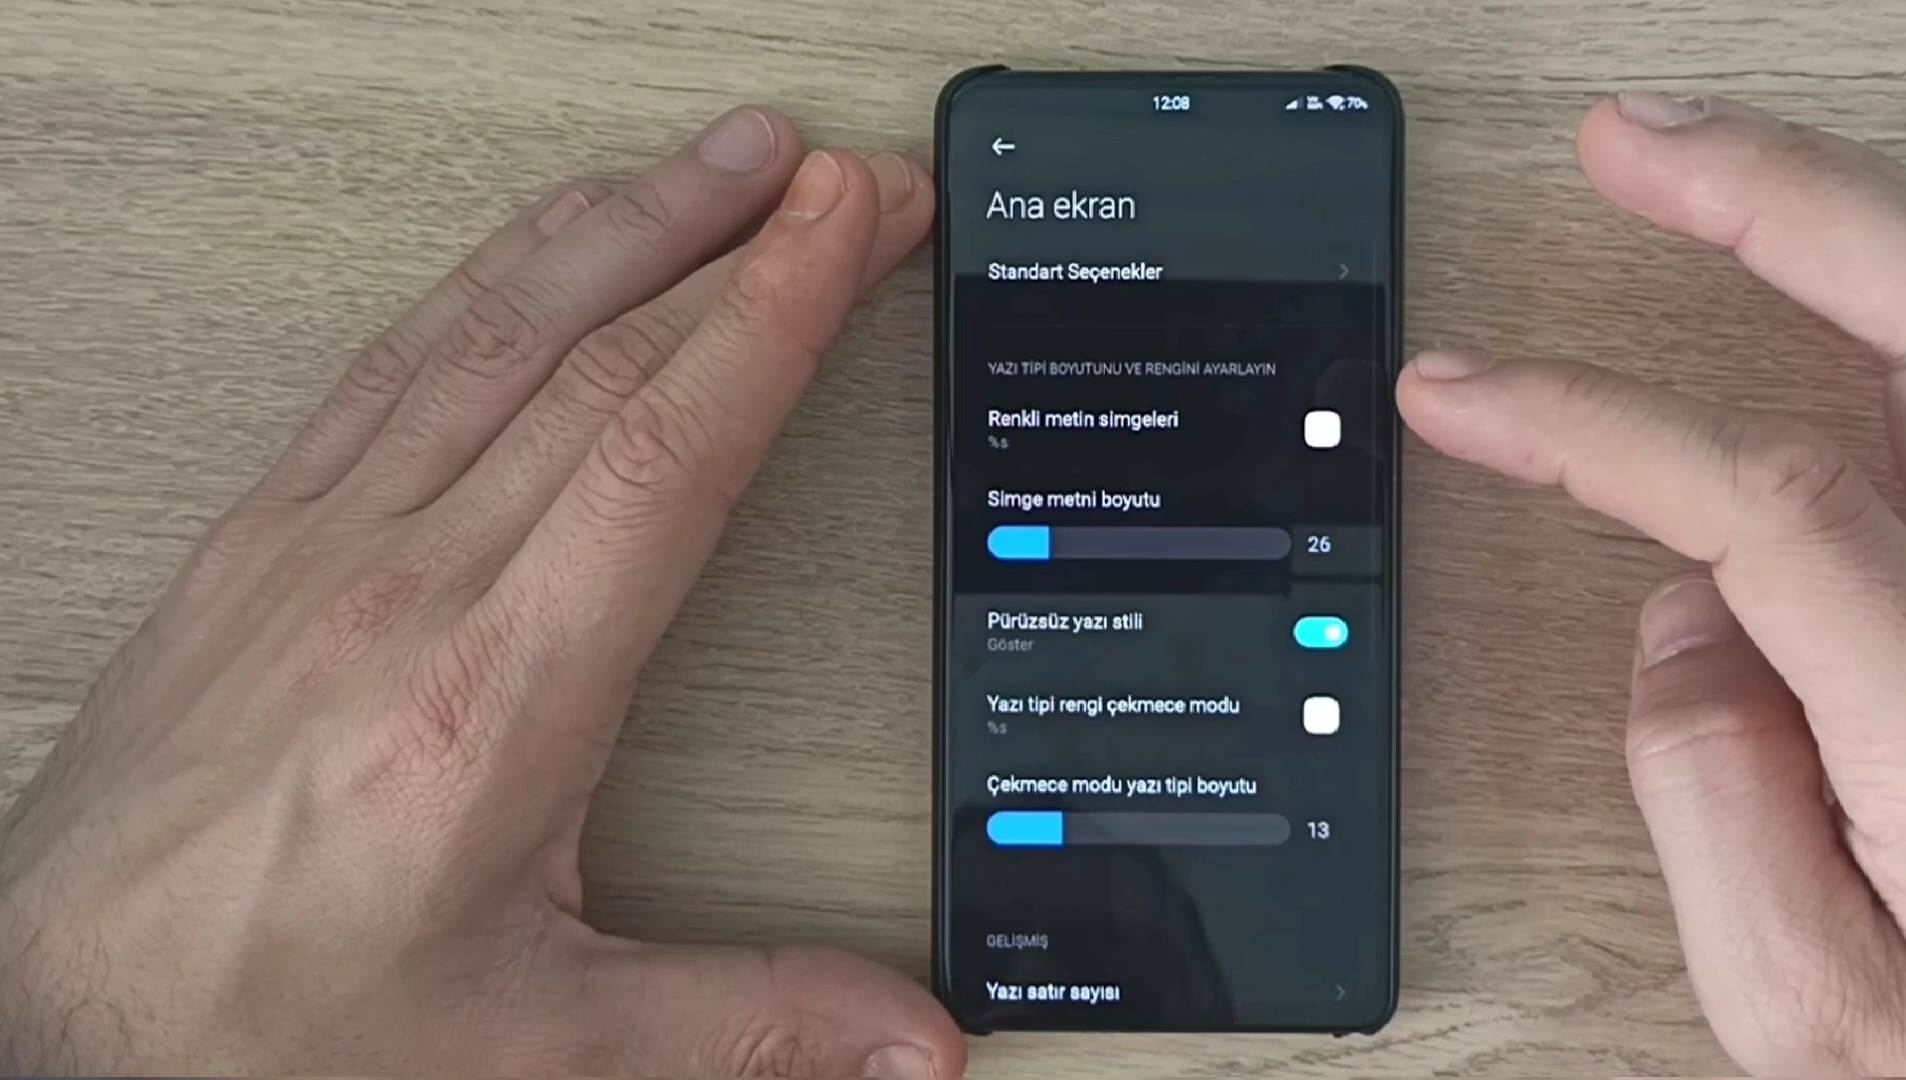 12:08
70
Ana ekran
Standart Seçenekler
YAZI TİPİ BOYUTUNU VE RENGİNİ AYARLAYIN
Renkli metin simgeleri
%s
Simge metni boyutu
26
Pürüzsüz yazı stili
Göster
Yazı tipi rengi çekmece modu
%s
Çekmece modu yazı tipi boyutu
13
GELİŞMİŞ
Yazı satır sayısı